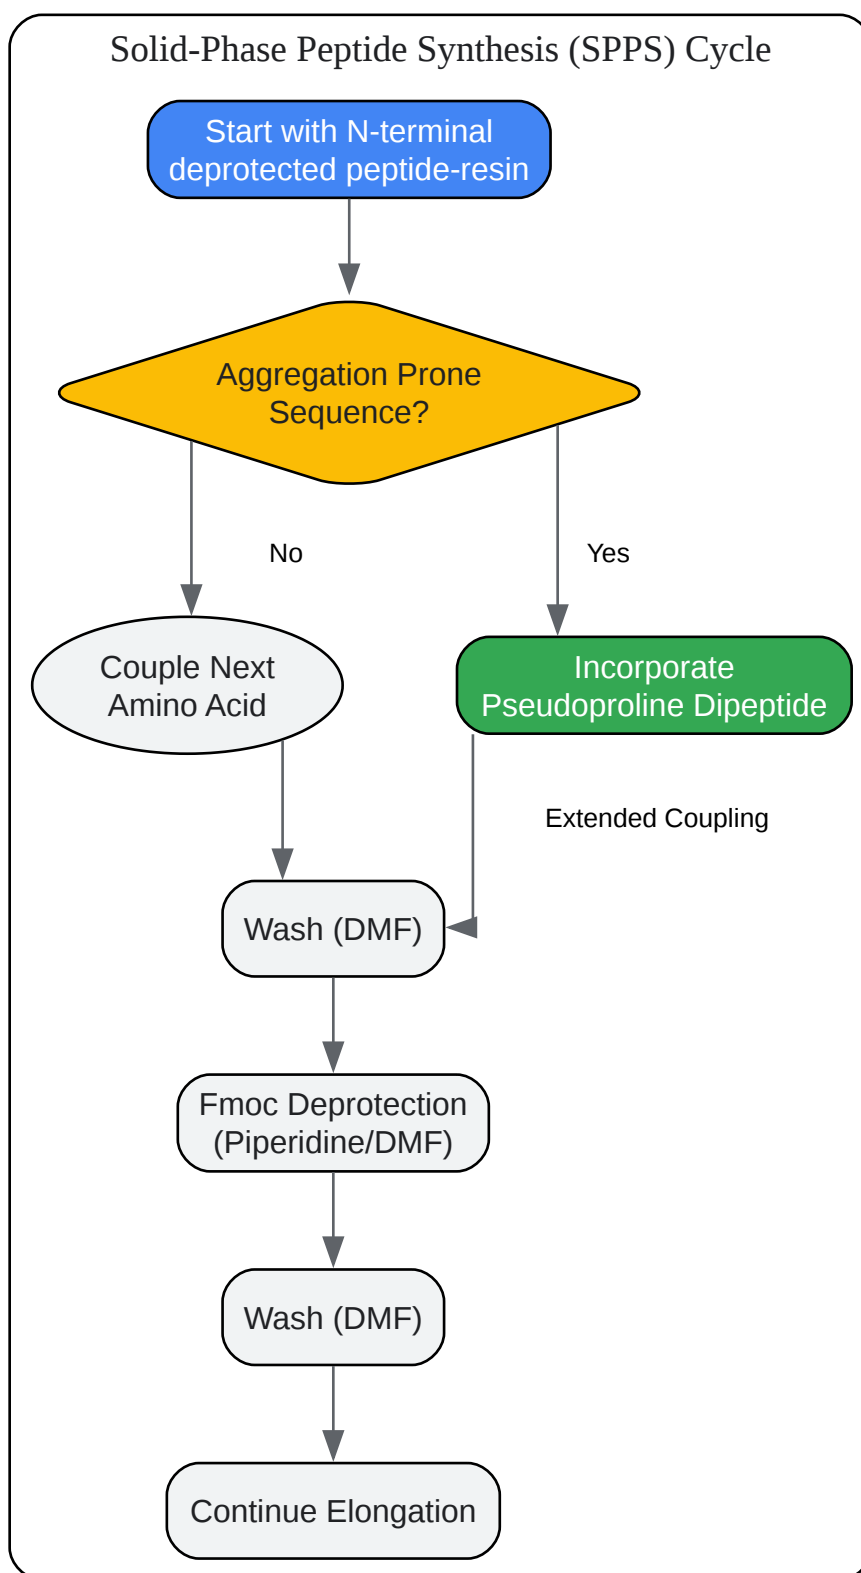 Solid-Phase Peptide Synthesis (SPPS) Cycle
Start with N-terminal
deprotected peptide-resin
Aggregation Prone
Sequence?
No
Yes
Couple Next
Amino Acid
Incorporate
Pseudoproline Dipeptide
Extended Coupling
Wash (DMF)
Fmoc Deprotection
(Piperidine/DMF)
Wash (DMF)
Continue Elongation